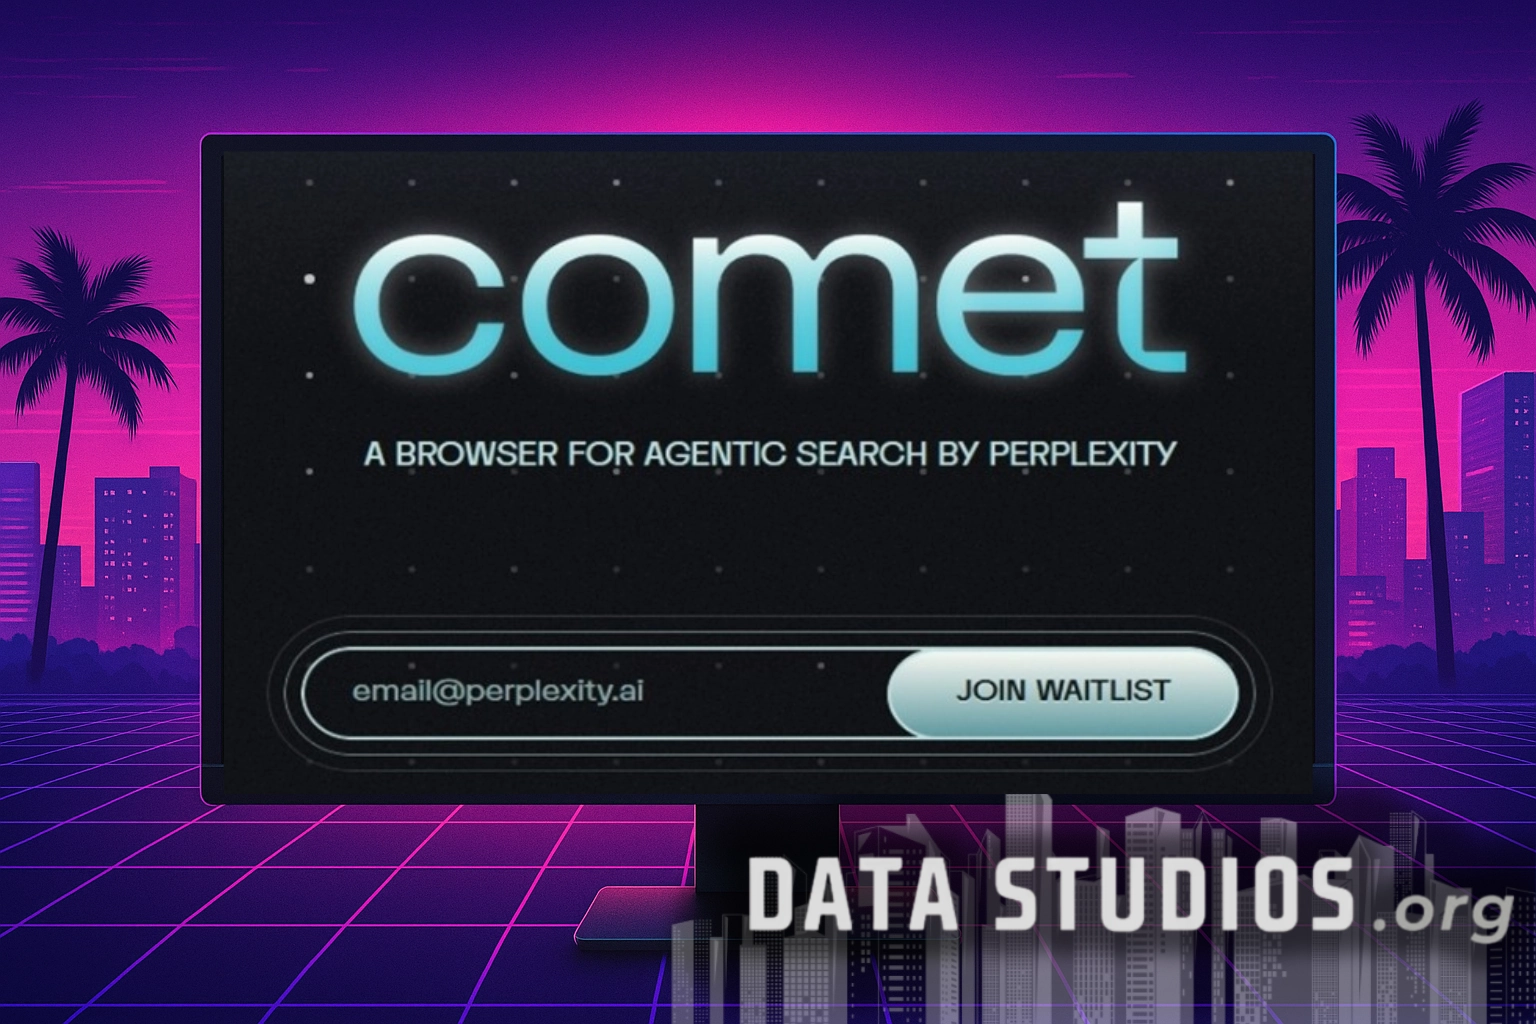 comet
A BROWSER FOR AGENTIC SEARCH BY PERPLEXITY
email@perplexity.ai
JOIN WAITLIST
DATA STUDIOS.org